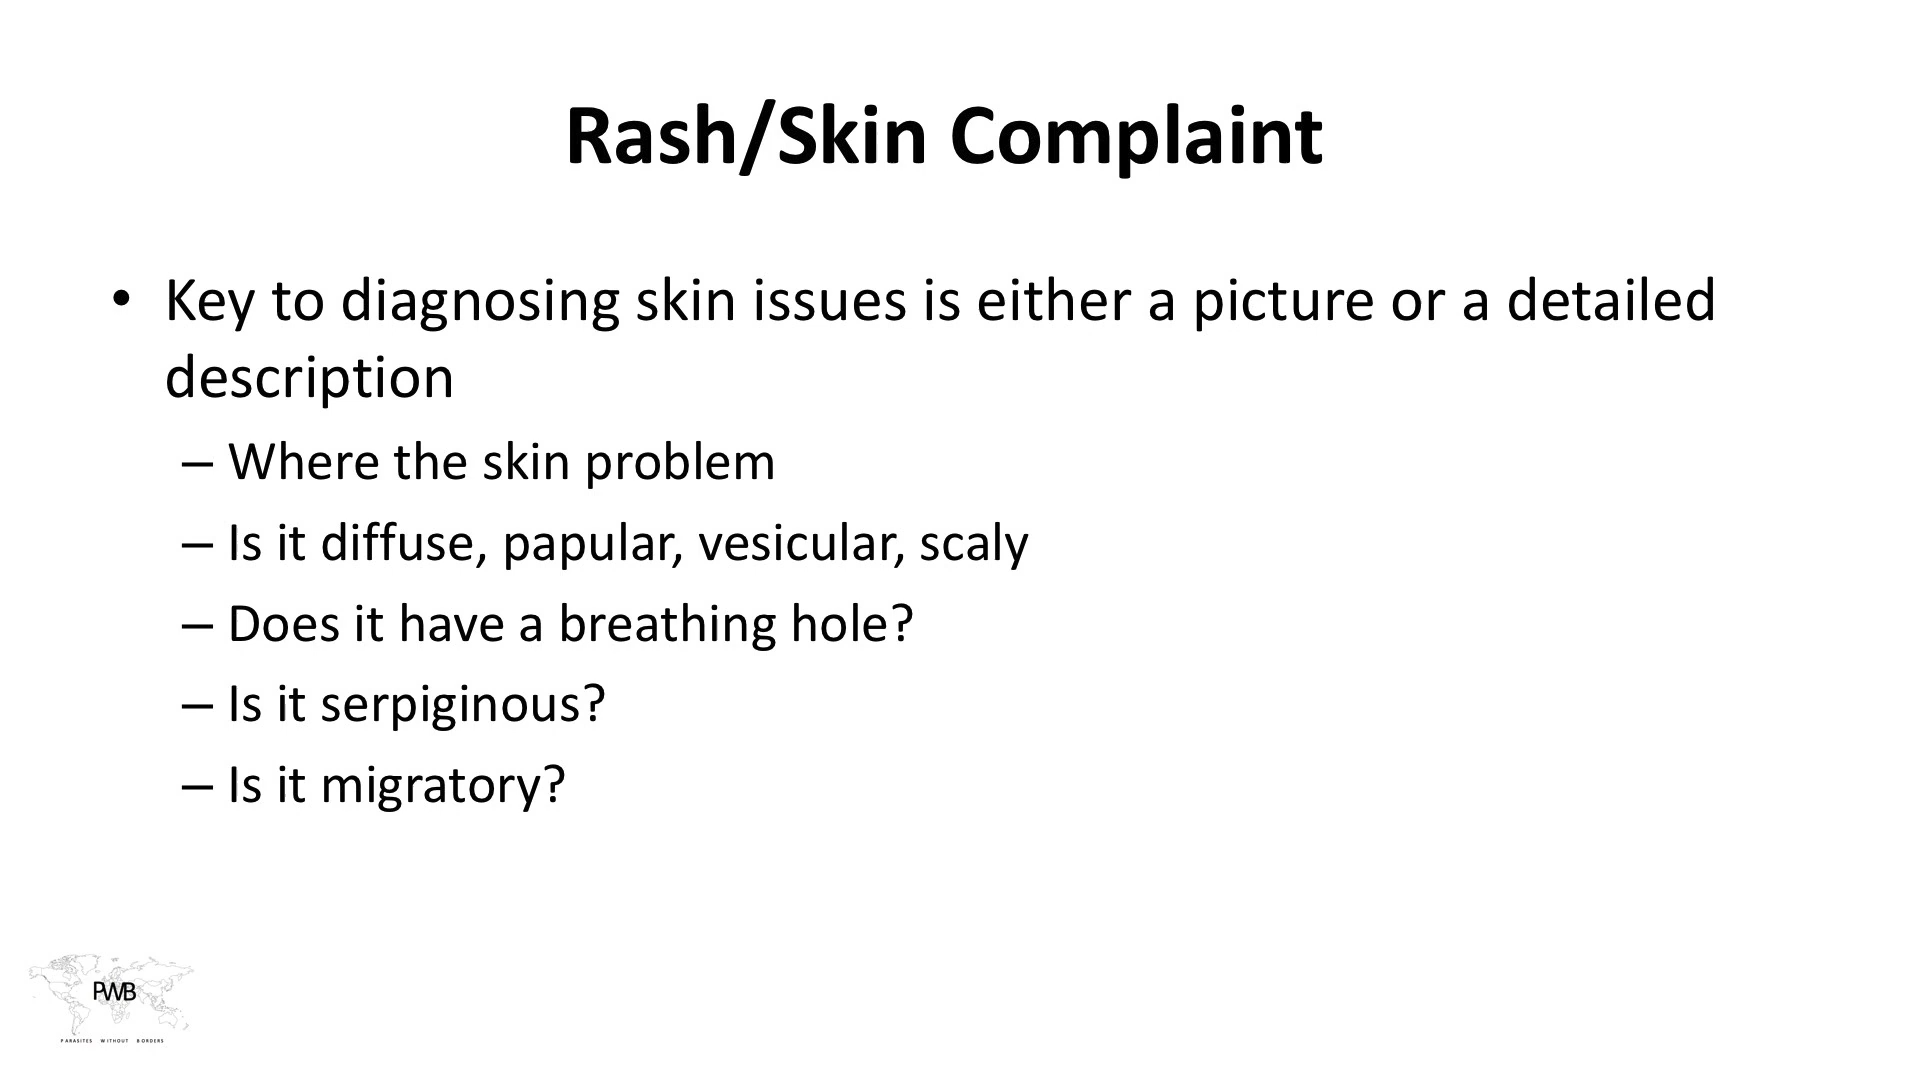 Rash/Skin Complaint
• Key to diagnosing skin issues is either a picture or a detailed
description
– Where the skin problem
– Is it diffuse, papular, vesicular, scaly
– Does it have a breathing hole?
– Is it serpiginous?
– Is it migratory?
PWB
PARASITES WITHOUT BORDERS